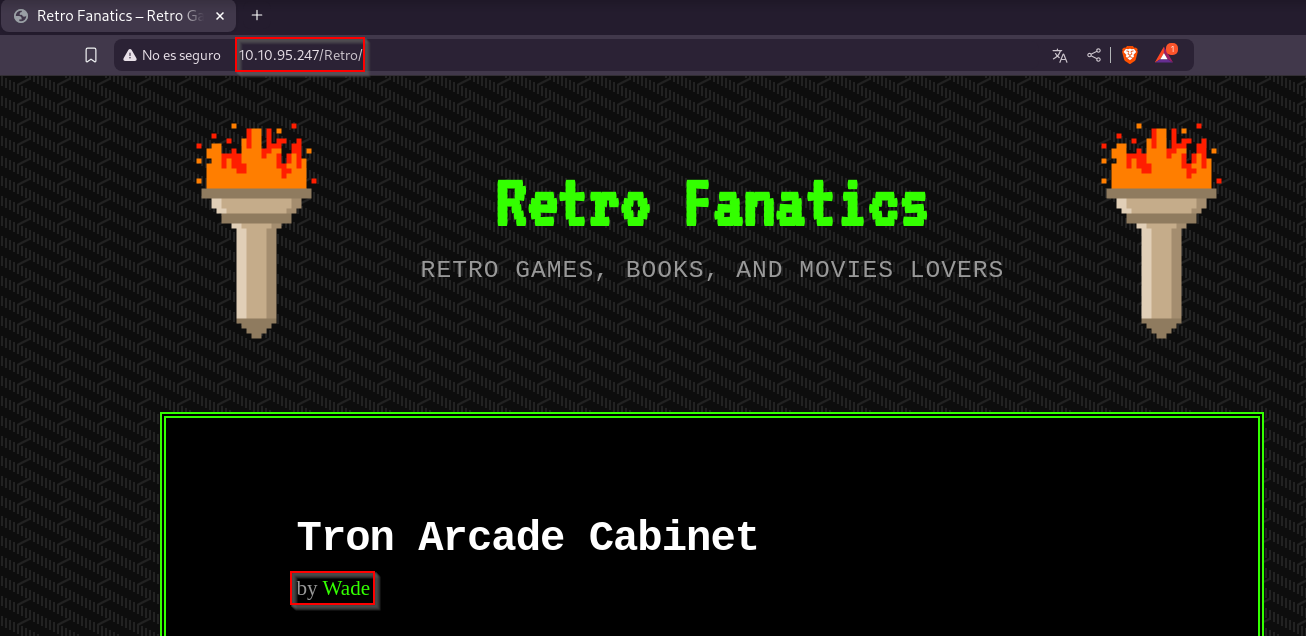 Retro Fanatics – Retro Ga
No es seguro 10.10.95.247/Retro/
1
Retro Fanatics
RETRO GAMES, BOOKS, AND MOVIES LOVERS
Tron Arcade Cabinet
by Wade